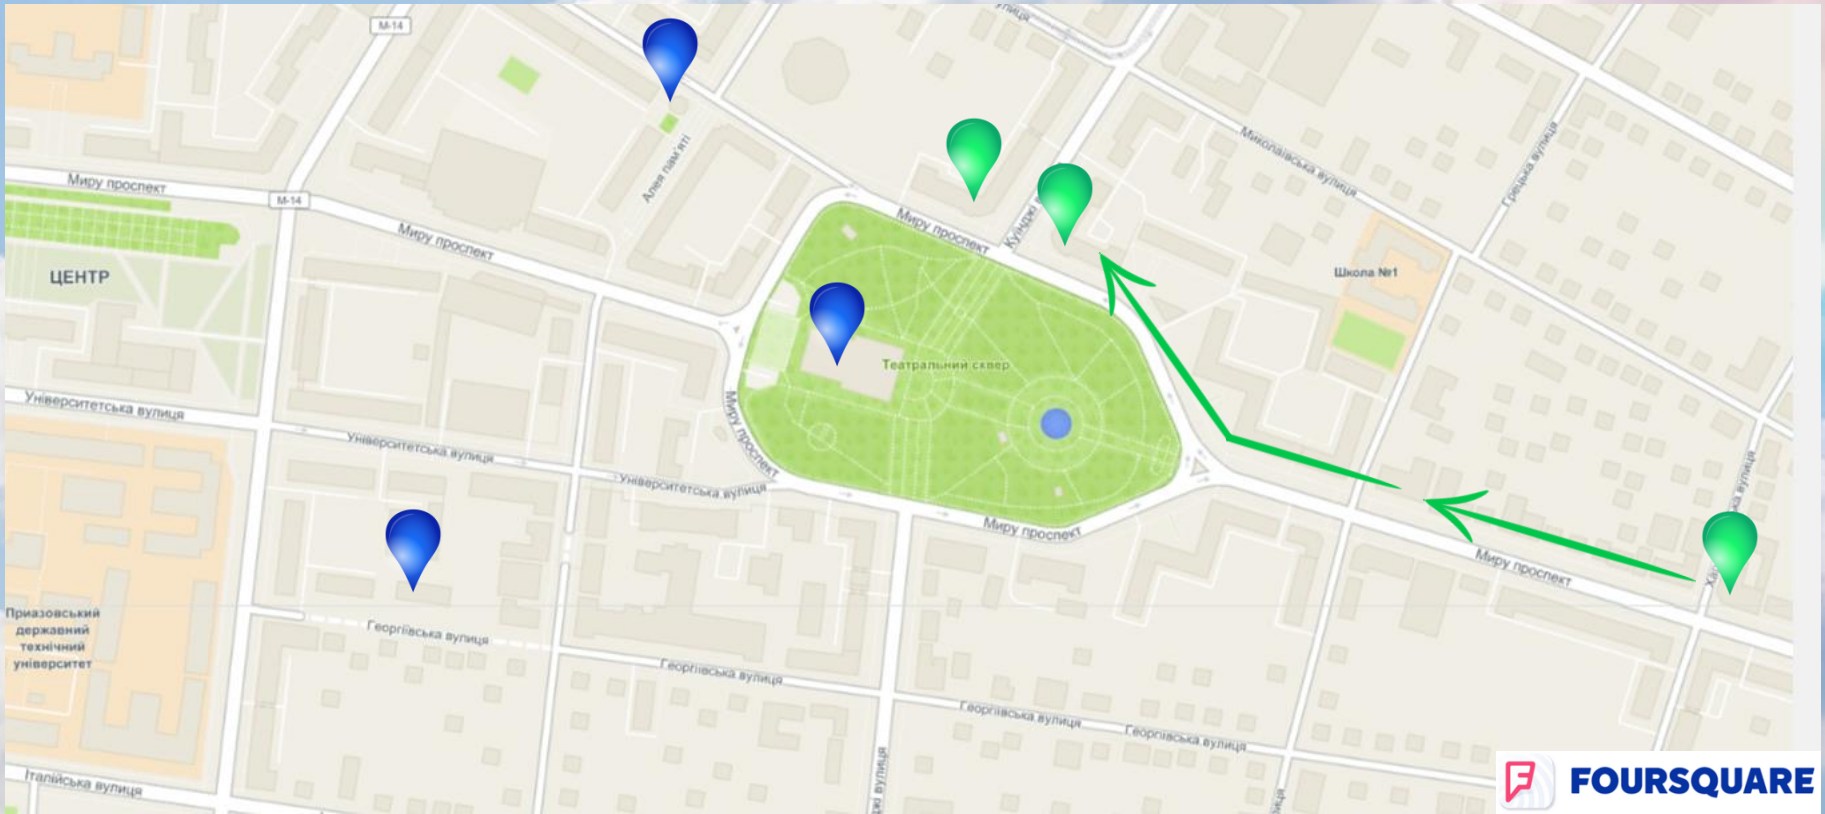 М-14
Миру проспект
М-14
Миру проспект
ЦЕНТР
Алея пам'яті
Миру проспект
Миколаївська вулиця
Грецька вулиця
Школа №1
Театральний сквер
Університетська вулиця
Університетська вулиця
Університетська вулиця
Миру проспект
Миру проспект
Миру проспект
Приазовський
державний
технічний
університет
Георгіївська вулиця
Георгіївська вулиця
Георгіївська вулиця
Георгіївська вулиця
Італійська вулиця
FOURSQUARE